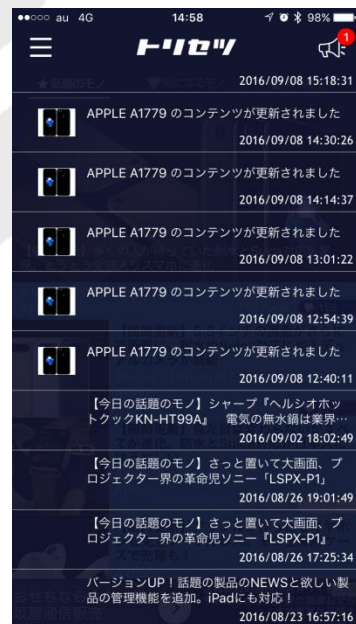 ●●○○○ au 4G 14:58 98%
トリセツ 1
★話題のモノ
2016/09/08 15:18:31
APPLE A1779 のコンテンツが更新されました
2016/09/08 14:30:26
APPLE A1779 のコンテンツが更新されました
2016/09/08 14:14:37
APPLE A1779 のコンテンツが更新されました
2016/09/08 13:01:22
APPLE A1779 のコンテンツが更新されました
2016/09/08 12:54:39
APPLE A1779 のコンテンツが更新されました
2016/09/08 12:40:11
【今日の話題のモノ】シャープ『ヘルシオホッ
トクックKN-HT99A』 電気の無水鍋は業界…
2016/09/02 18:02:49
【今日の話題のモノ】さっと置いて大画面、プ
ロジェクター界の革命児ソニー「LSPX-P1」
2016/08/26 19:01:49
【今日の話題のモノ】さっと置いて大画面、プ
ロジェクター界の革命児ソニー『LSPX-P1』
2016/08/26 17:25:34
バージョンUP！話題の製品のNEWSと欲しい製
品の管理機能を追加。iPadにも対応！
2016/08/23 16:57:16